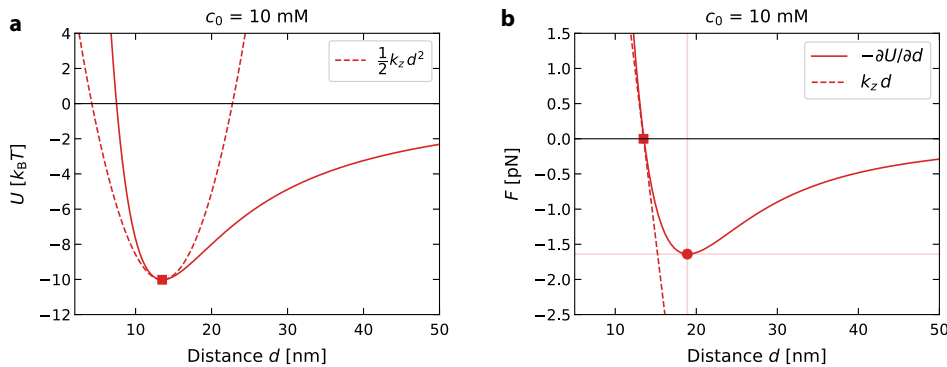 a
c₀ = 10 mM
4
2
0
−2
−4
−6
−8
−10
−12
U [k_BT]
½k_z d²
10
20
30
40
50
Distance d [nm]
b
c₀ = 10 mM
1.5
1.0
0.5
0.0
−0.5
−1.0
−1.5
−2.0
−2.5
F [pN]
−∂U/∂d
k_z d
10
20
30
40
50
Distance d [nm]